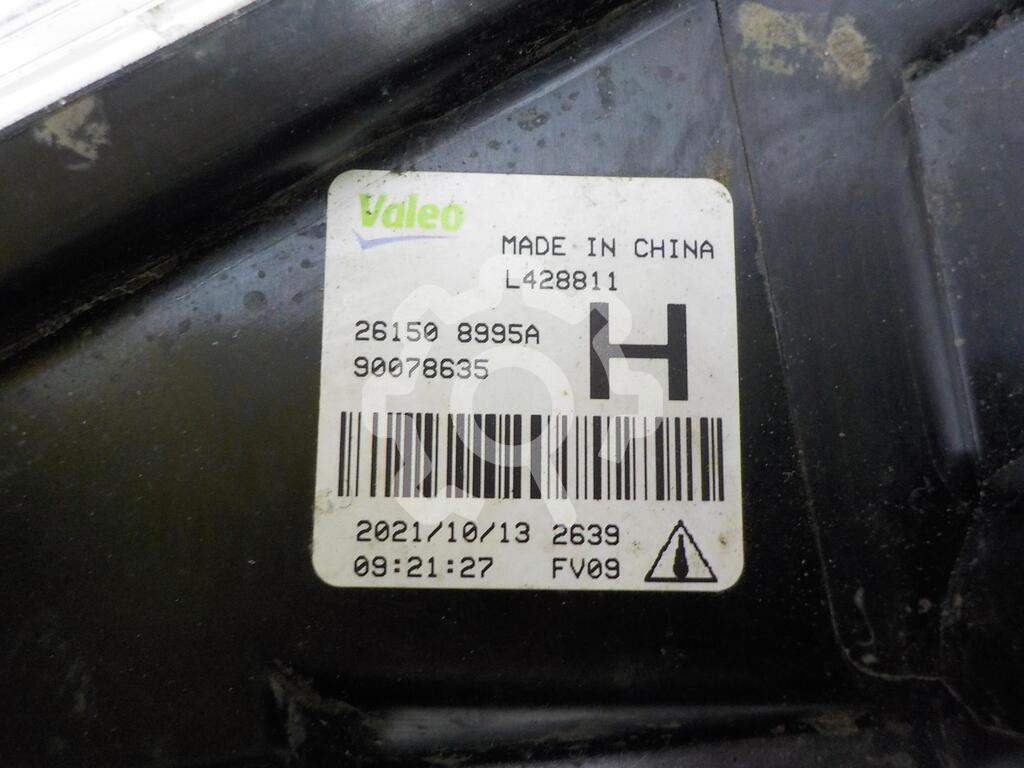 Valeo
MADE IN CHINA
L428811
26150 8995A
90078635
H
2021/10/13 2639
09:21:27 FV09